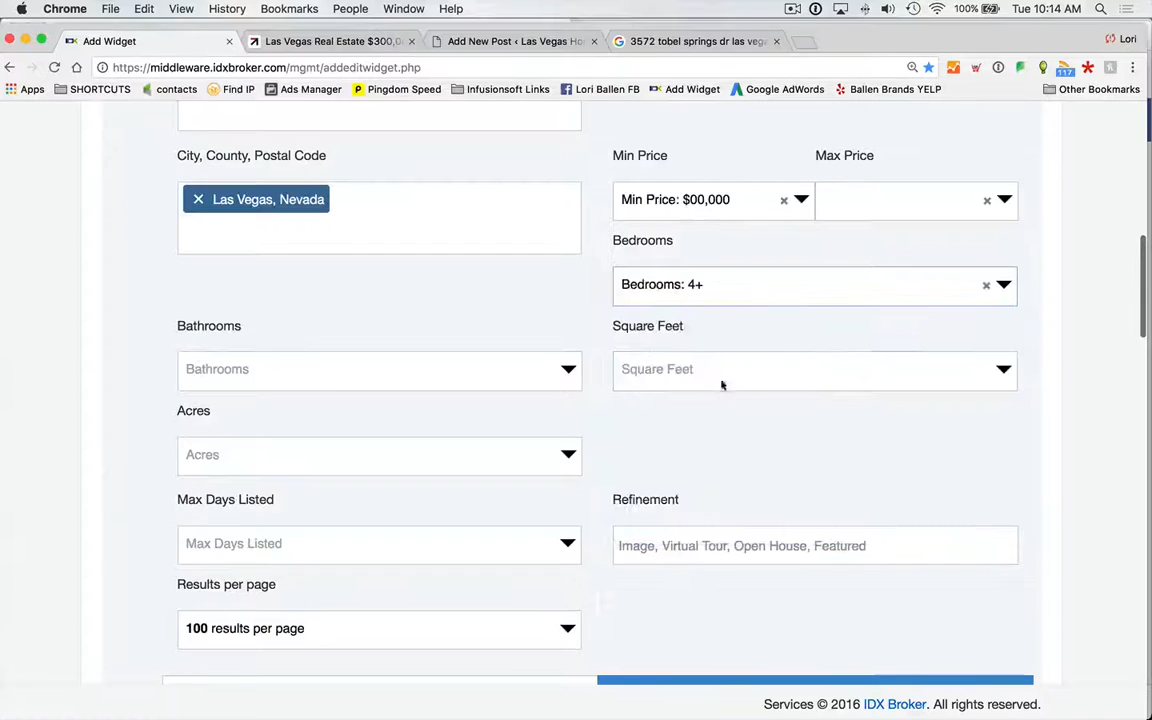 Chrome File Edit View History Bookmarks People Window Help 100% Tue 10:14 AM
Add Widget Las Vegas Real Estate $300,0 Add New Post ‹ Las Vegas Ho 3572 tobel springs dr las vega Lori
https://middleware.idxbroker.com/mgmt/addeditwidget.php
Apps SHORTCUTS contacts Find IP Ads Manager Pingdom Speed Infusionsoft Links Lori Ballen FB Add Widget Google AdWords Ballen Brands YELP Other Bookmarks
117
City, County, Postal Code Min Price Max Price
× Las Vegas, Nevada Min Price: $00,000 × ×
Bedrooms
Bedrooms: 4+ ×
Bathrooms Square Feet
Bathrooms Square Feet
Acres
Acres
Max Days Listed Refinement
Max Days Listed Image, Virtual Tour, Open House, Featured
Results per page
100 results per page
Services © 2016 IDX Broker. All rights reserved.